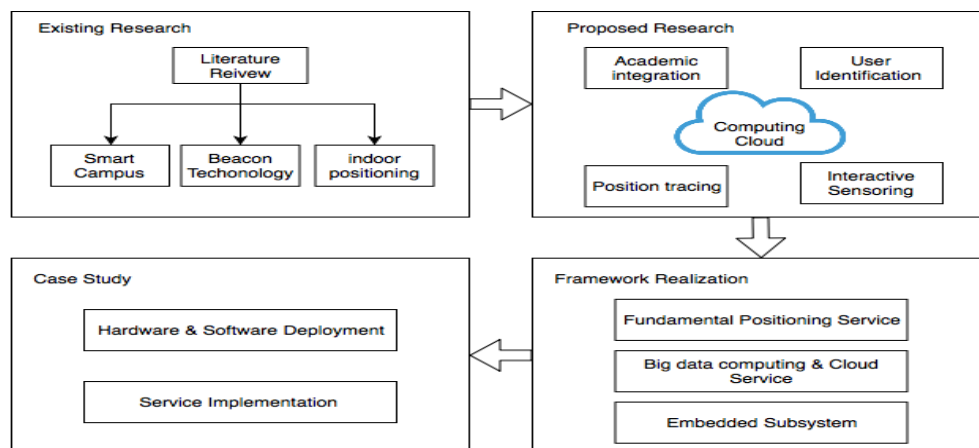 Existing Research
Literature
Reivew
Smart
Campus
Beacon
Techonology
indoor
positioning
Proposed Research
Academic
integration
User
Identification
Computing
Cloud
Position tracing
Interactive
Sensoring
Case Study
Hardware & Software Deployment
Service Implementation
Framework Realization
Fundamental Positioning Service
Big data computing & Cloud
Service
Embedded Subsystem